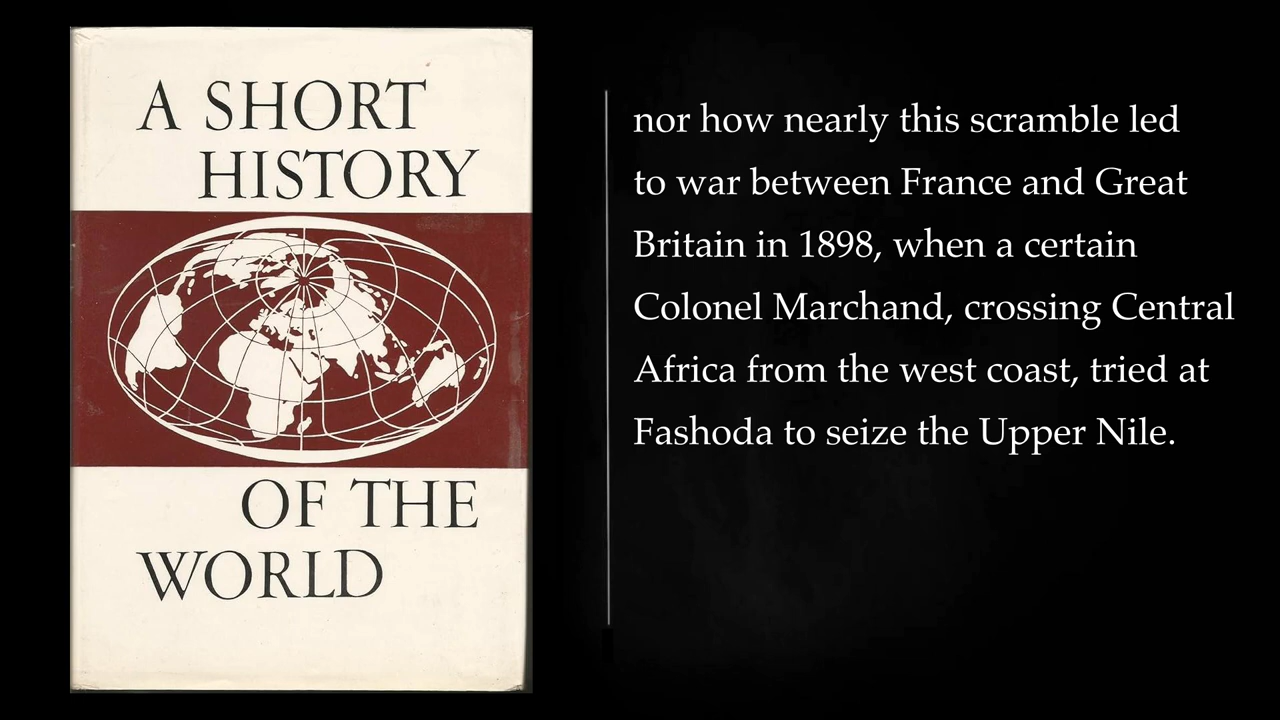 A SHORT
HISTORY
OF THE
WORLD
nor how nearly this scramble led
to war between France and Great
Britain in 1898, when a certain
Colonel Marchand, crossing Central
Africa from the west coast, tried at
Fashoda to seize the Upper Nile.